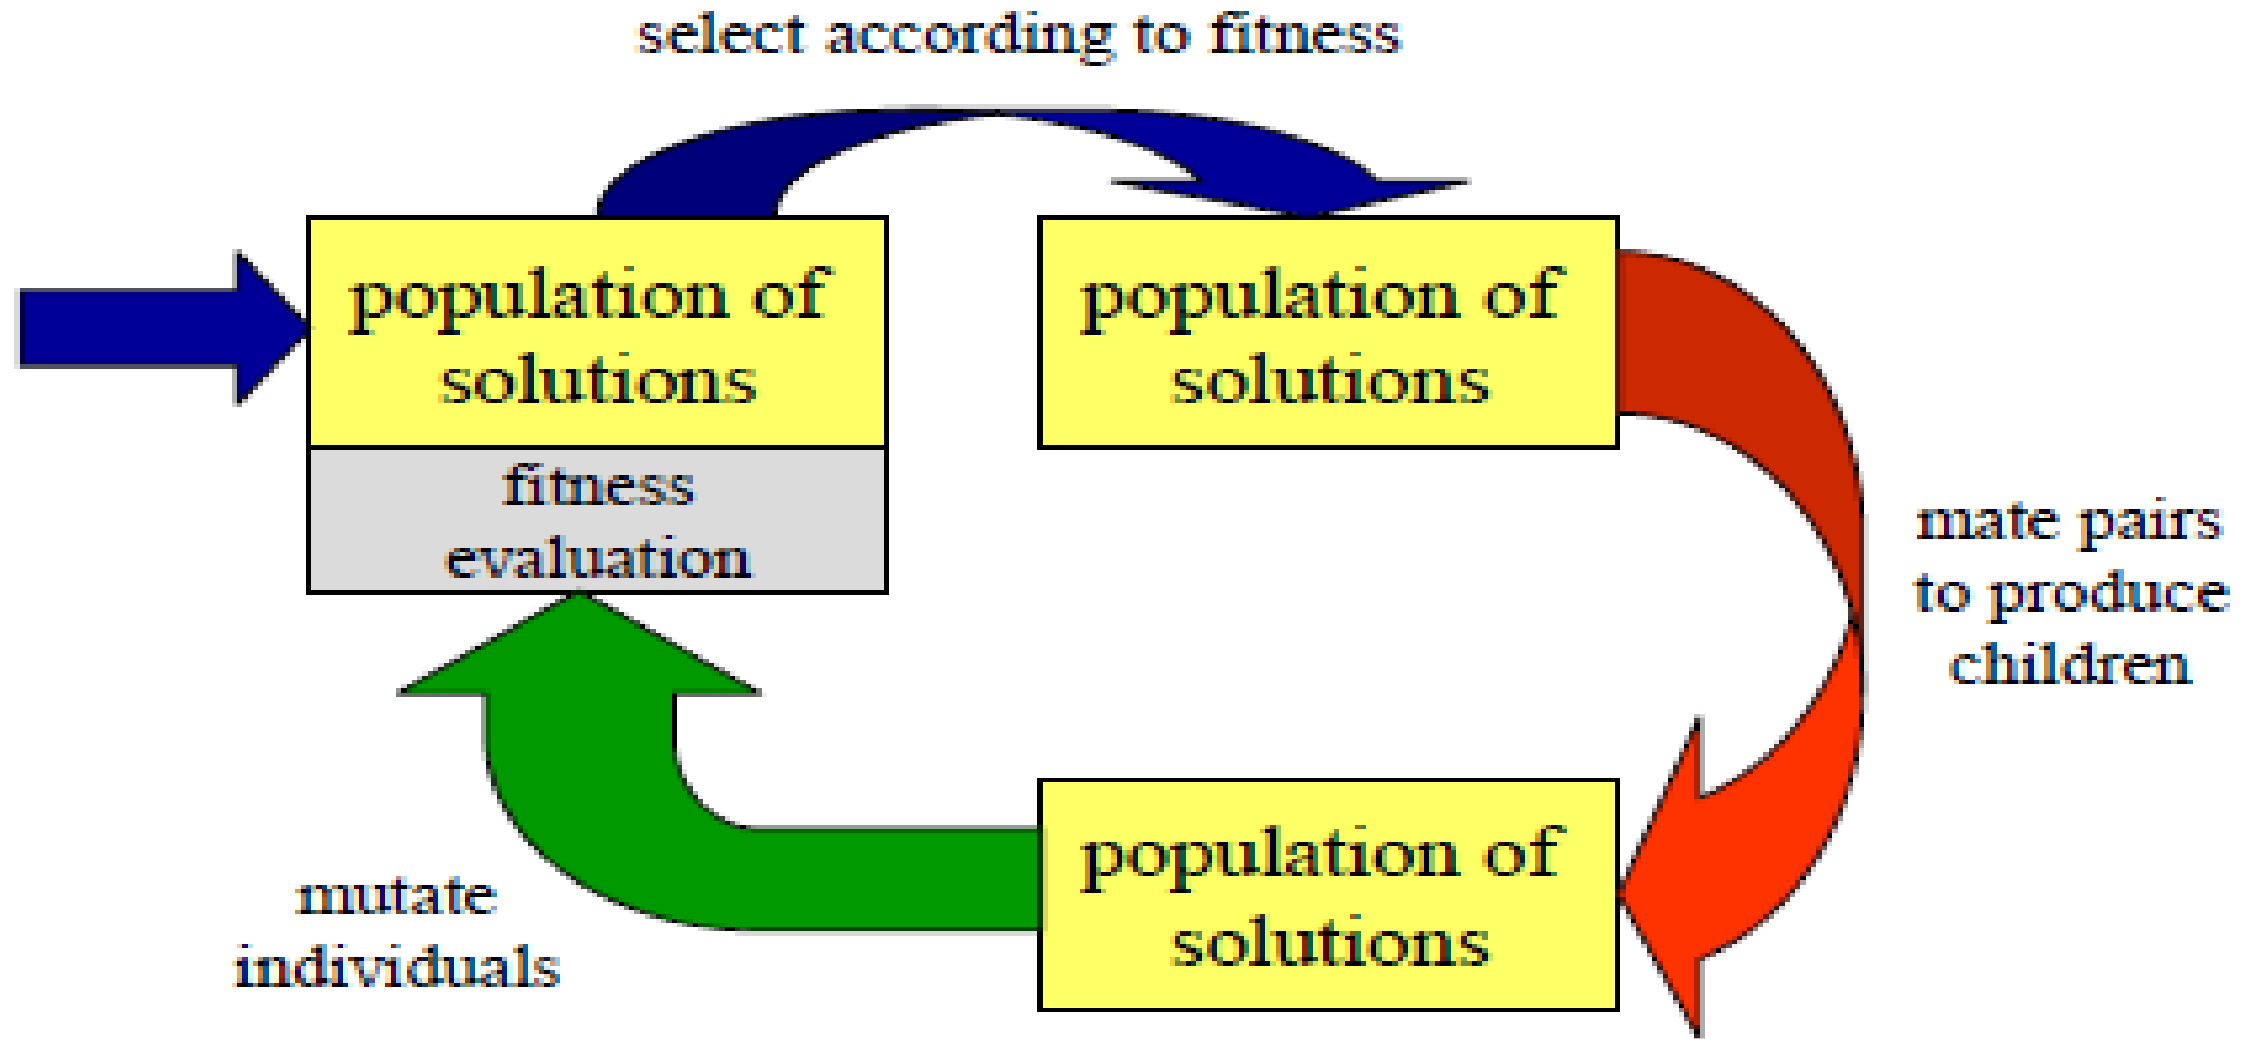 select according to fitness
population of
solutions
fitness
evaluation
population of
solutions
mate pairs
to produce
children
population of
solutions
mutate
individuals